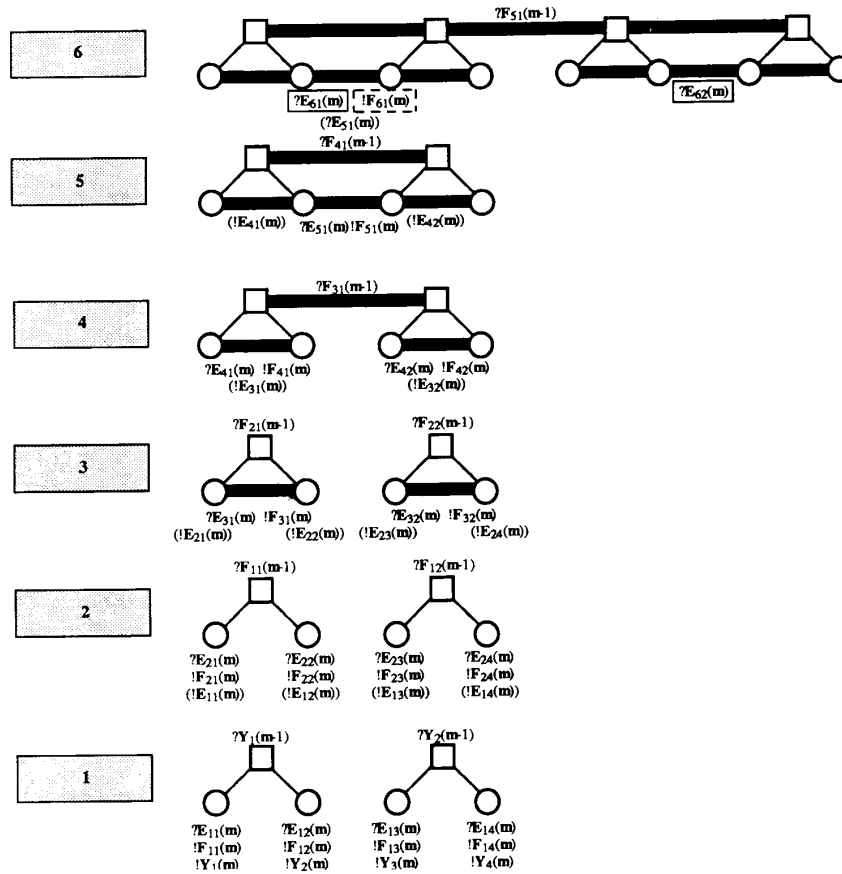 ?F51(m-1)
6
?E61(m) !F61(m) ?E62(m)
(?E51(m))
?F41(m-1)
5
(!E41(m)) ?E51(m) !F51(m) (!E42(m))
?F31(m-1)
4
?E41(m) !F41(m) ?E42(m) !F42(m)
(!E31(m)) (!E32(m))
?F21(m-1) ?F22(m-1)
3
?E31(m) !F31(m) ?E32(m) !F32(m)
(!E21(m)) (!E22(m)) (!E23(m)) (!E24(m))
?F11(m-1) ?F12(m-1)
2
?E21(m) ?E22(m) ?E23(m) ?E24(m)
!F21(m) !F22(m) !F23(m) !F24(m)
(!E11(m)) (!E12(m)) (!E13(m)) (!E14(m))
?Y1(m-1) ?Y2(m-1)
1
?E11(m) ?E12(m) ?E13(m) ?E14(m)
!F11(m) !F12(m) !F13(m) !F14(m)
!Y1(m) !Y2(m) !Y3(m) !Y4(m)